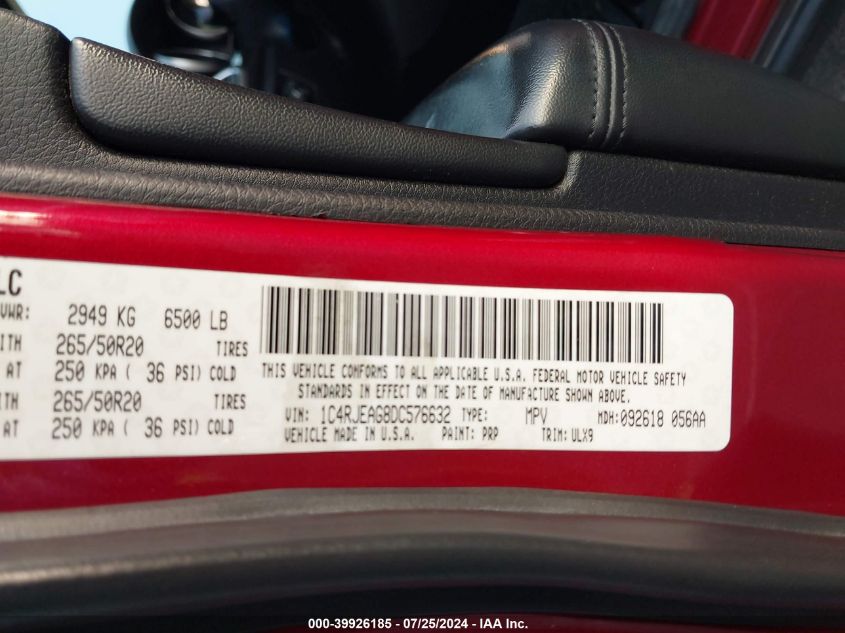 LC
VWR: 2949 KG 6500 LB
ITH 265/50R20 TIRES
AT 250 KPA ( 36 PSI) COLD
ITH 265/50R20 TIRES
AT 250 KPA ( 36 PSI) COLD
THIS VEHICLE CONFORMS TO ALL APPLICABLE U.S.A. FEDERAL MOTOR VEHICLE SAFETY
STANDARDS IN EFFECT ON THE DATE OF MANUFACTURE SHOWN ABOVE.
VIN: 1C4RJEAG8DC576632 TYPE: MPV MDH:092618 056AA
VEHICLE MADE IN U.S.A. PAINT: PRP TRIM: ULX9
000-39926185 - 07/25/2024 - IAA Inc.